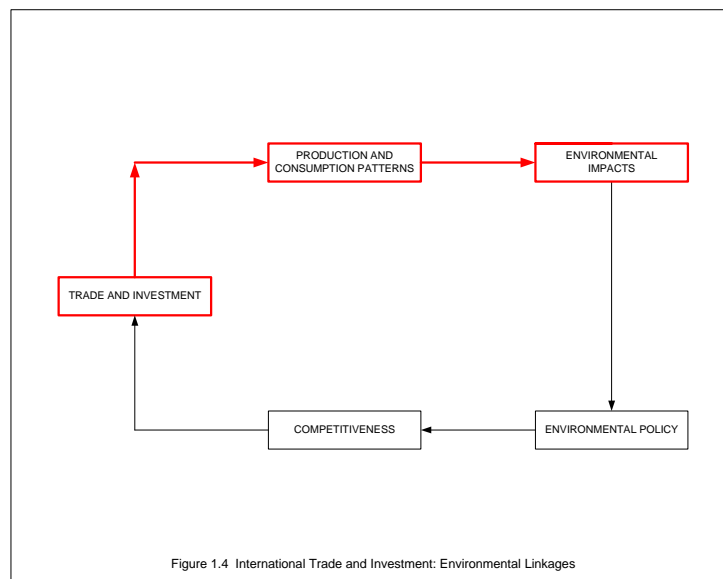 PRODUCTION AND
CONSUMPTION PATTERNS
ENVIRONMENTAL
IMPACTS
TRADE AND INVESTMENT
COMPETITIVENESS
ENVIRONMENTAL POLICY
Figure 1.4 International Trade and Investment: Environmental Linkages